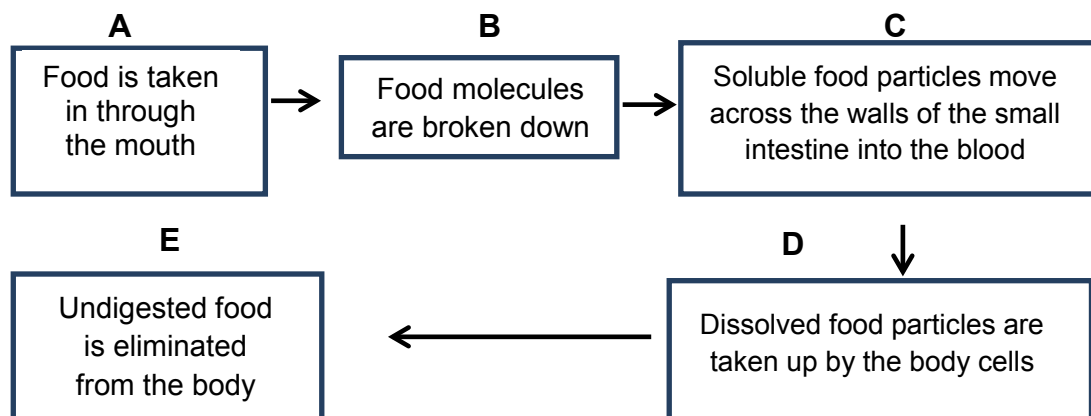 A
Food is taken
in through
the mouth
B
Food molecules
are broken down
C
Soluble food particles move
across the walls of the small
intestine into the blood
D
Dissolved food particles are
taken up by the body cells
E
Undigested food
is eliminated
from the body